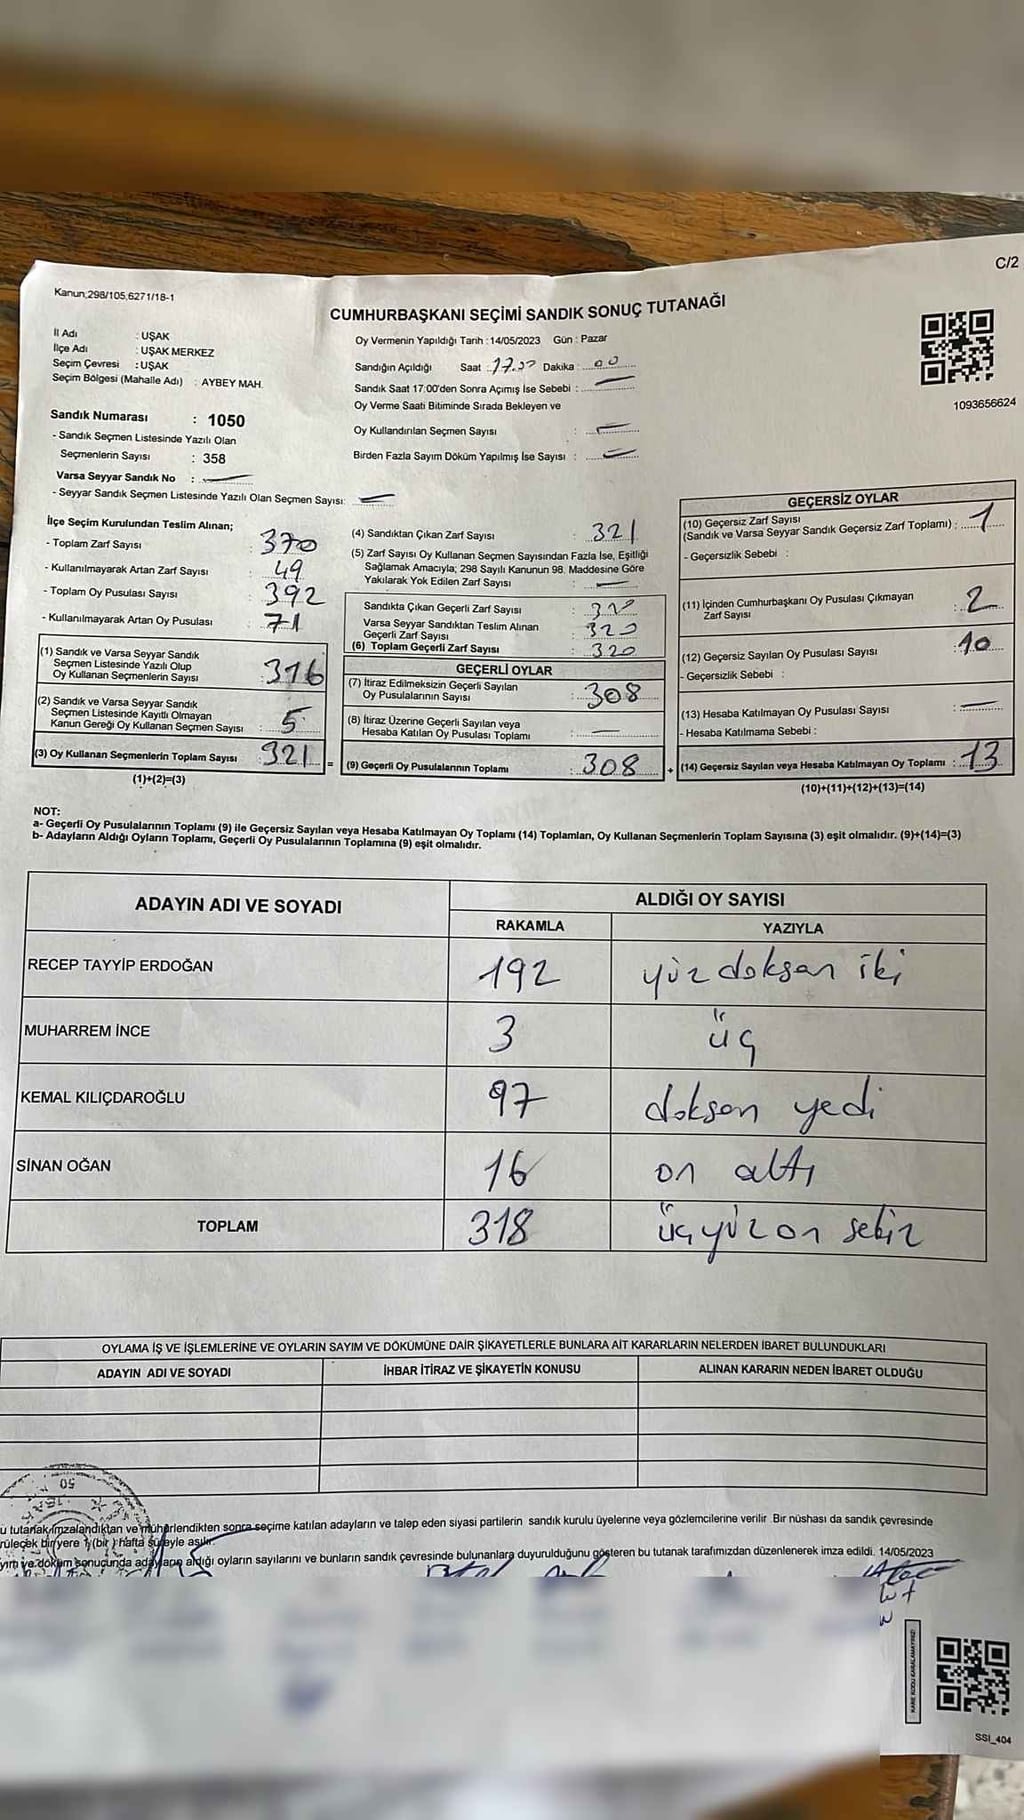 C/2
Kanun,298/105,6271/18-1
CUMHURBAŞKANI SEÇİMİ SANDIK SONUÇ TUTANAĞI
İl Adı : UŞAK
İlçe Adı : UŞAK MERKEZ
Seçim Çevresi : UŞAK
Seçim Bölgesi (Mahalle Adı) : AYBEY MAH.
Sandık Numarası : 1050
- Sandık Seçmen Listesinde Yazılı Olan
Seçmenlerin Sayısı : 358
Varsa Seyyar Sandık No :
- Seyyar Sandık Seçmen Listesinde Yazılı Olan Seçmen Sayısı:
Oy Vermenin Yapıldığı Tarih : 14/05/2023 Gün : Pazar
Sandığın Açıldığı Saat : 17.00 Dakika : 00
Sandık Saat 17:00'den Sonra Açımış İse Sebebi :
Oy Verme Saati Bitiminde Sırada Bekleyen ve
Oy Kullandırılan Seçmen Sayısı :
Birden Fazla Sayım Döküm Yapılmış İse Sayısı :
1093656624
İlçe Seçim Kurulundan Teslim Alınan;
- Toplam Zarf Sayısı : 370
- Kullanılmayarak Artan Zarf Sayısı : 49
- Toplam Oy Pusulası Sayısı : 392
- Kullanılmayarak Artan Oy Pusulası : 71
(1) Sandık ve Varsa Seyyar Sandık
Seçmen Listesinde Yazılı Olup
Oy Kullanan Seçmenlerin Sayısı : 316
(2) Sandık ve Varsa Seyyar Sandık
Seçmen Listesinde Kayıtlı Olmayan
Kanun Gereği Oy Kullanan Seçmen Sayısı : 5
(3) Oy Kullanan Seçmenlerin Toplam Sayısı : 321 =
(1)+(2)=(3)
(4) Sandıktan Çıkan Zarf Sayısı : 321
(5) Zarf Sayısı Oy Kullanan Seçmen Sayısından Fazla İse, Eşitliği
Sağlamak Amacıyla; 298 Sayılı Kanunun 98. Maddesine Göre
Yakılarak Yok Edilen Zarf Sayısı :
Sandıkta Çıkan Geçerli Zarf Sayısı :
Varsa Seyyar Sandıktan Teslim Alınan
Geçerli Zarf Sayısı : 320
(6) Toplam Geçerli Zarf Sayısı : 320
GEÇERLİ OYLAR
(7) İtiraz Edilmeksizin Geçerli Sayılan
Oy Pusulalarının Sayısı : 308
(8) İtiraz Üzerine Geçerli Sayılan veya
Hesaba Katılan Oy Pusulası Toplamı :
(9) Geçerli Oy Pusulalarının Toplamı : 308 +
GEÇERSİZ OYLAR
(10) Geçersiz Zarf Sayısı
(Sandık ve Varsa Seyyar Sandık Geçersiz Zarf Toplamı) : 1
- Geçersizlik Sebebi :
(11) İçinden Cumhurbaşkanı Oy Pusulası Çıkmayan
Zarf Sayısı : 2
(12) Geçersiz Sayılan Oy Pusulası Sayısı : 10
- Geçersizlik Sebebi :
(13) Hesaba Katılmayan Oy Pusulası Sayısı :
- Hesaba Katılmama Sebebi :
(14) Geçersiz Sayılan veya Hesaba Katılmayan Oy Toplamı : 13
(10)+(11)+(12)+(13)=(14)
NOT:
a- Geçerli Oy Pusulalarının Toplamı (9) ile Geçersiz Sayılan veya Hesaba Katılmayan Oy Toplamı (14) Toplamları, Oy Kullanan Seçmenlerin Toplam Sayısına (3) eşit olmalıdır. (9)+(14)=(3)
b- Adayların Aldığı Oyların Toplamı, Geçerli Oy Pusulalarının Toplamına (9) eşit olmalıdır.
ADAYIN ADI VE SOYADI ALDIĞI OY SAYISI
RAKAMLA YAZIYLA
RECEP TAYYİP ERDOĞAN 192 yüz doksan iki
MUHARREM İNCE 3 üç
KEMAL KILIÇDAROĞLU 97 doksan yedi
SİNAN OĞAN 16 on altı
TOPLAM 318 üçyüz on sekiz
OYLAMA İŞ VE İŞLEMLERİNE VE OYLARIN SAYIM VE DÖKÜMÜNE DAİR ŞİKAYETLERLE BUNLARA AİT KARARLARIN NELERDEN İBARET BULUNDUKLARI
ADAYIN ADI VE SOYADI İHBAR İTİRAZ VE ŞİKAYETİN KONUSU ALINAN KARARIN NEDEN İBARET OLDUĞU
u tutanak imzalandıktan ve mühürlendikten sonra seçime katılan adayların ve talep eden siyasi partilerin sandık kurulu üyelerine veya gözlemcilerine verilir. Bir nüshası da sandık çevresinde
rülecek bir yere 1 (bir) hafta süreyle asılır.
yım ve döküm sonucunda adayların aldığı oyların sayılarını ve bunların sandık çevresinde bulunanlara duyurulduğunu gösteren bu tutanak tarafımızdan düzenlenerek imza edildi. 14/05/2023
KARE KODU KARALAMAYINIZ!
SSİ_404